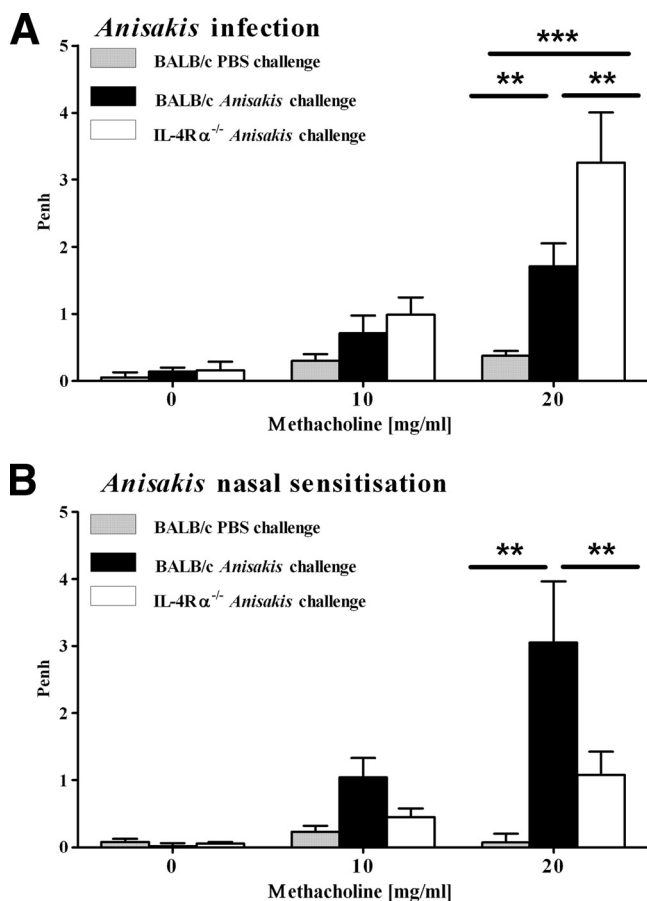 A
Anisakis infection
5
4
3
2
1
0
Penh
BALB/c PBS challenge
BALB/c Anisakis challenge
IL-4Rα-/- Anisakis challenge
***
** **
0 10 20
Methacholine [mg/ml]
B
Anisakis nasal sensitisation
5
4
3
2
1
0
Penh
BALB/c PBS challenge
BALB/c Anisakis challenge
IL-4Rα-/- Anisakis challenge
** **
0 10 20
Methacholine [mg/ml]